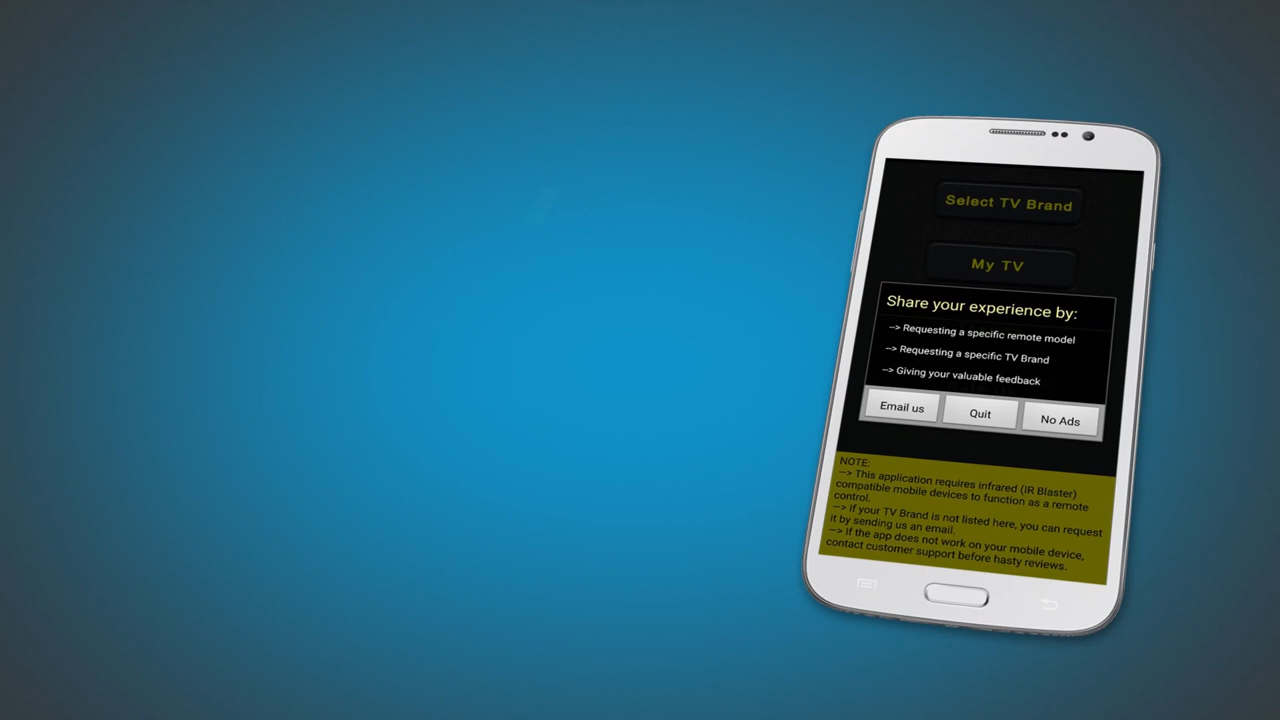 Select TV Brand
My TV
Share your experience by:
--> Requesting a specific remote model
--> Requesting a specific TV Brand
--> Giving your valuable feedback
Email us
Quit
No Ads
NOTE:
--> This application requires infrared (IR Blaster)
compatible mobile devices to function as a remote
control.
--> If your TV Brand is not listed here, you can request
it by sending us an email.
--> If the app does not work on your mobile device,
contact customer support before hasty reviews.